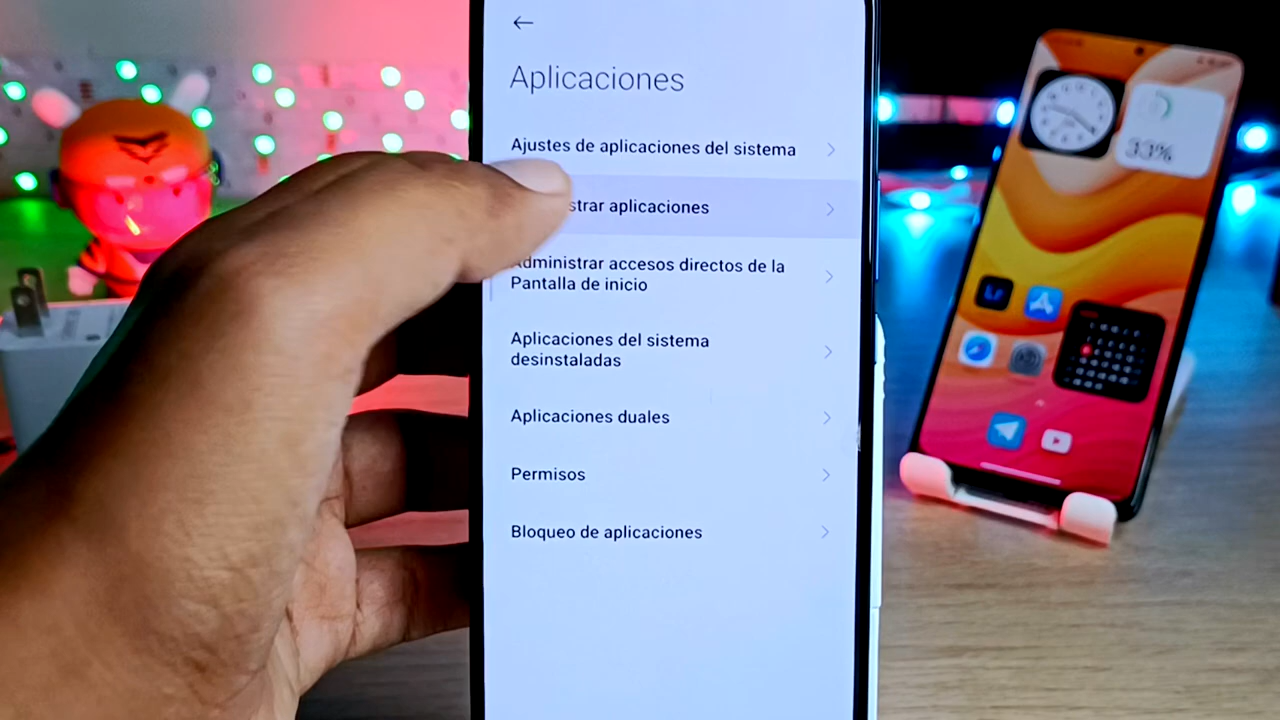 Aplicaciones
Ajustes de aplicaciones del sistema
strar aplicaciones
Administrar accesos directos de la
Pantalla de inicio
Aplicaciones del sistema
desinstaladas
Aplicaciones duales
Permisos
Bloqueo de aplicaciones
33%
Lr